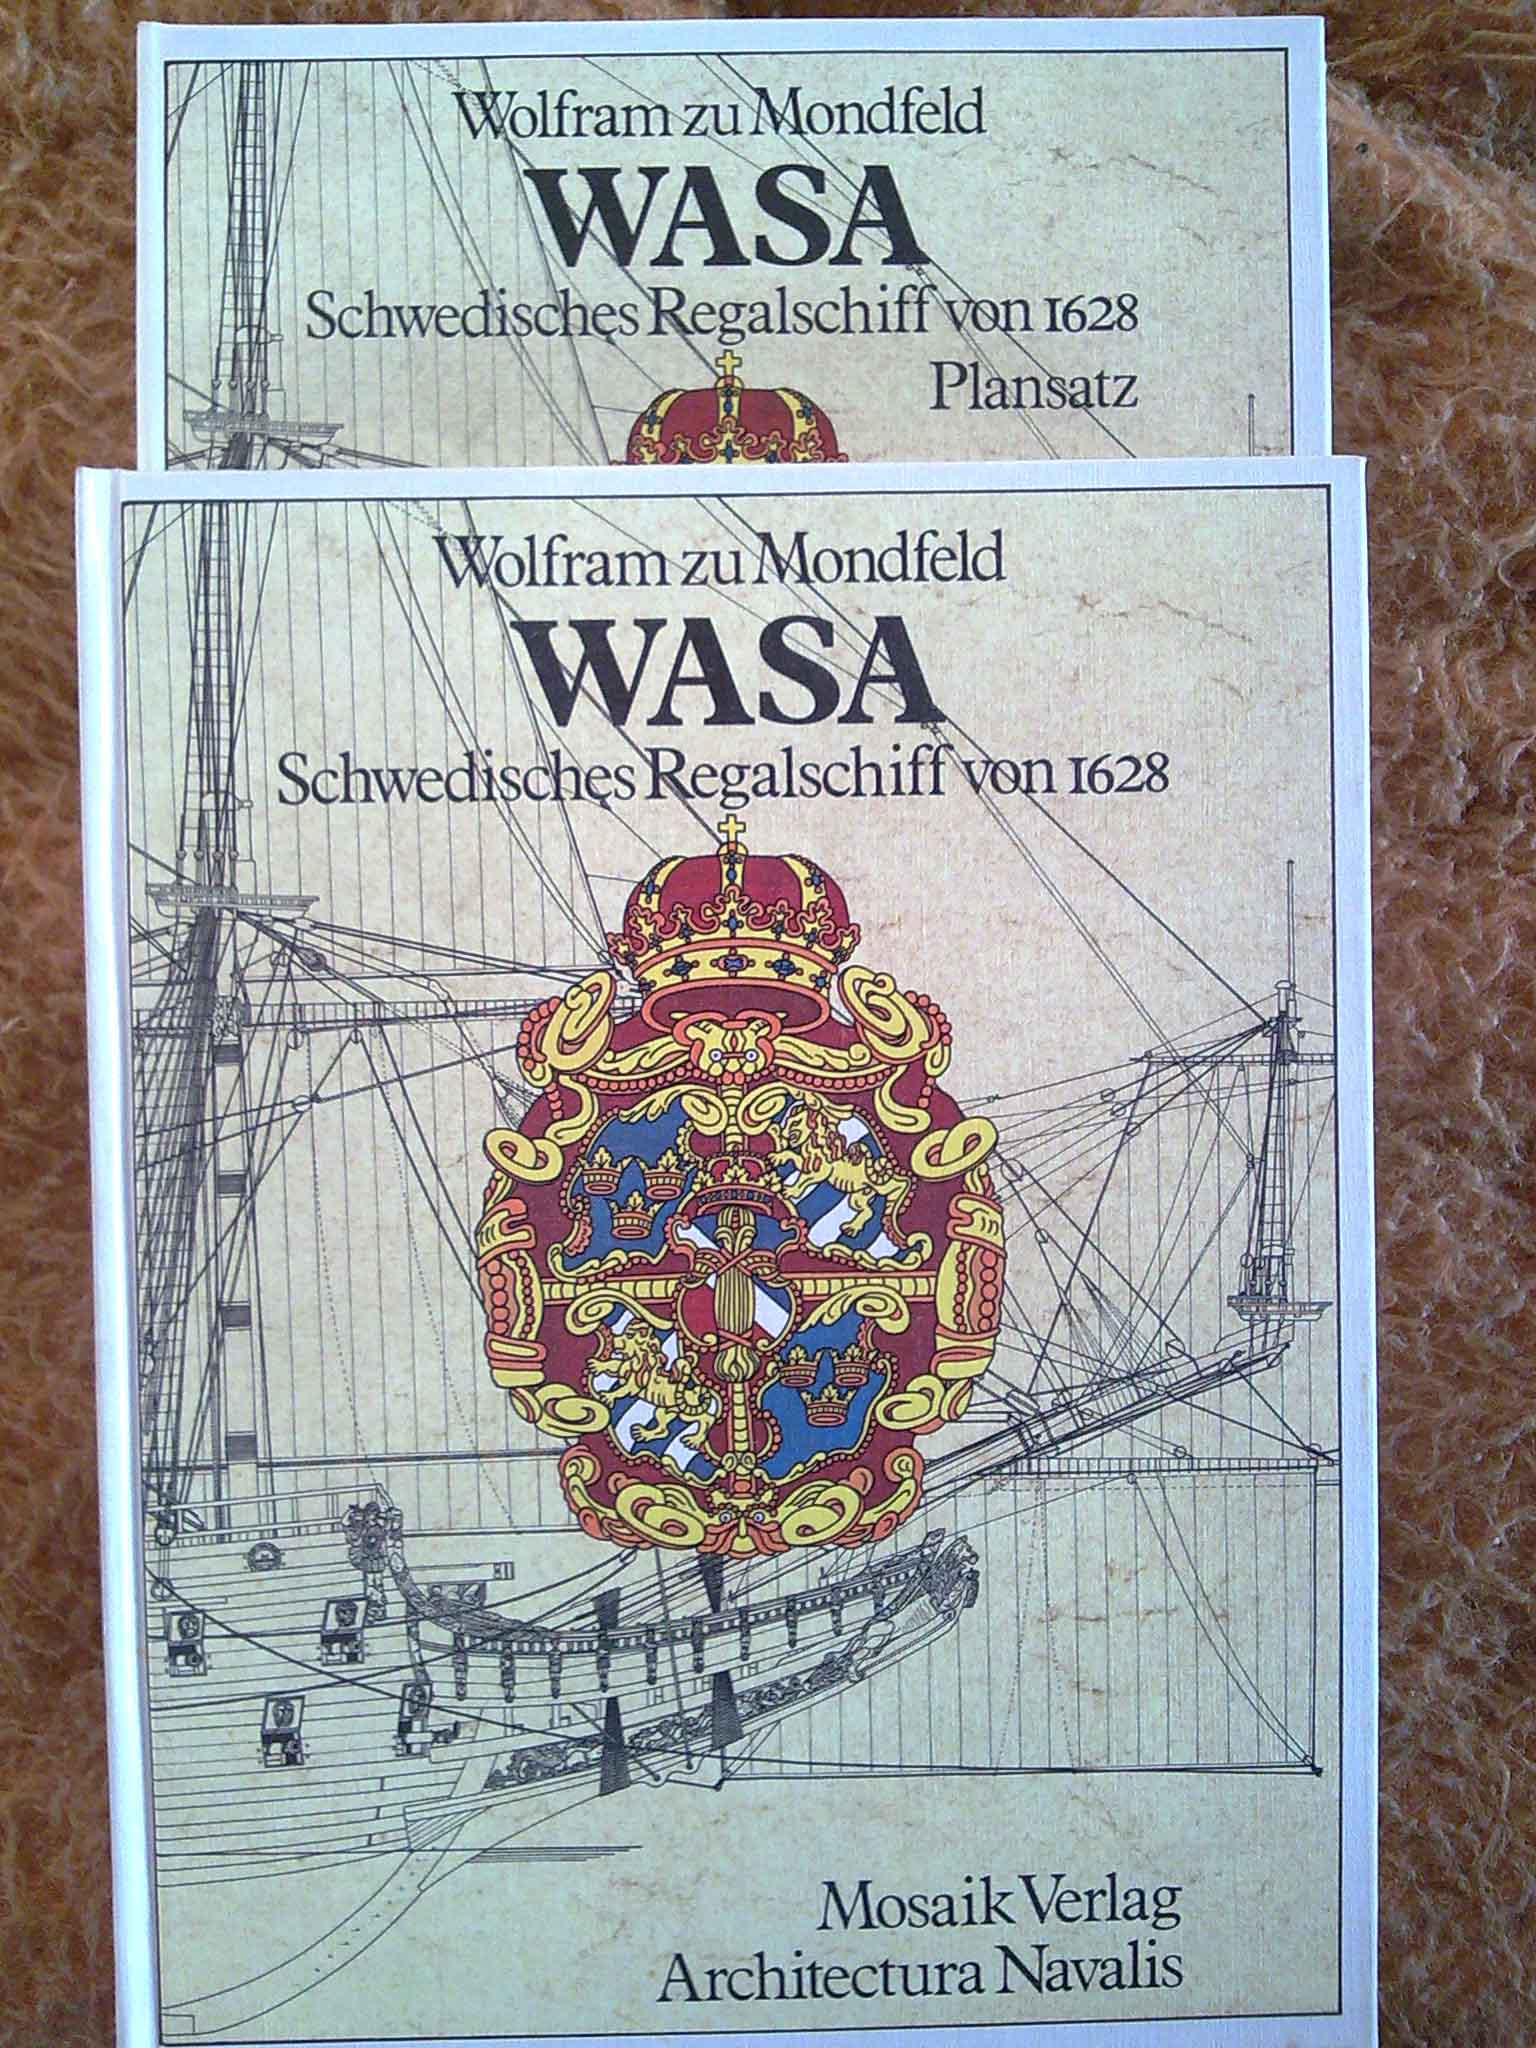 Wolfram zu Mondfeld
WASA
Schwedisches Regalschiff von 1628
Plansatz
Wolfram zu Mondfeld
WASA
Schwedisches Regalschiff von 1628
Mosaik Verlag
Architectura Navalis